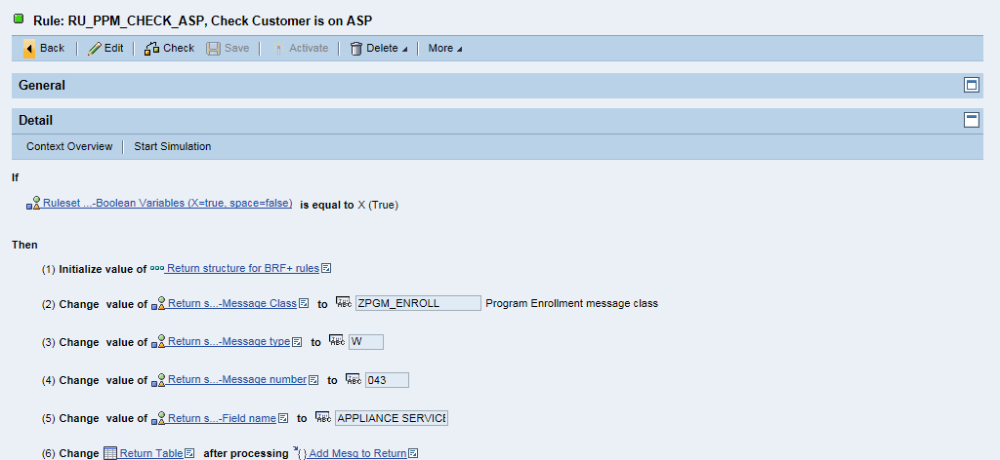 Rule: RU_PPM_CHECK_ASP, Check Customer is on ASP
Back Edit Check Save Activate Delete More
General
Detail
Context Overview Start Simulation
If
Ruleset ...-Boolean Variables (X=true, space=false) is equal to X (True)
Then
(1) Initialize value of Return structure for BRF+ rules
(2) Change value of Return s...-Message Class to ZPGM_ENROLL Program Enrollment message class
(3) Change value of Return s...-Message type to W
(4) Change value of Return s...-Message number to 043
(5) Change value of Return s...-Field name to APPLIANCE SERVICE
(6) Change Return Table after processing Add Mesg to Return